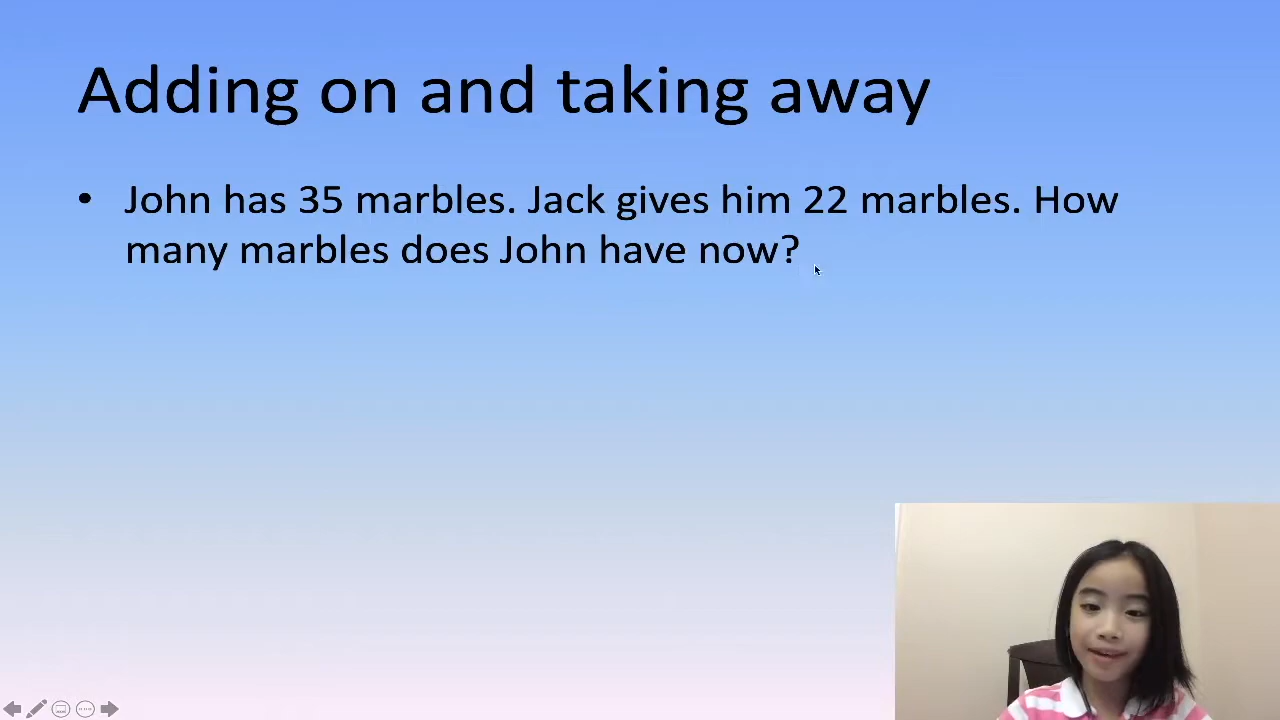 Adding on and taking away
• John has 35 marbles. Jack gives him 22 marbles. How
many marbles does John have now?